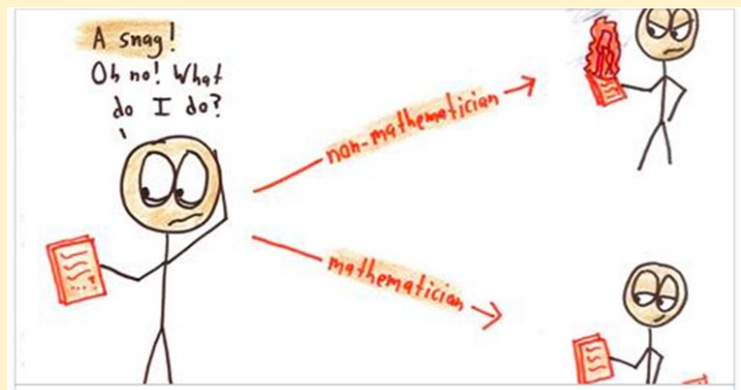 A snag!
Oh no! What
do I do?
non-mathematician
mathematician